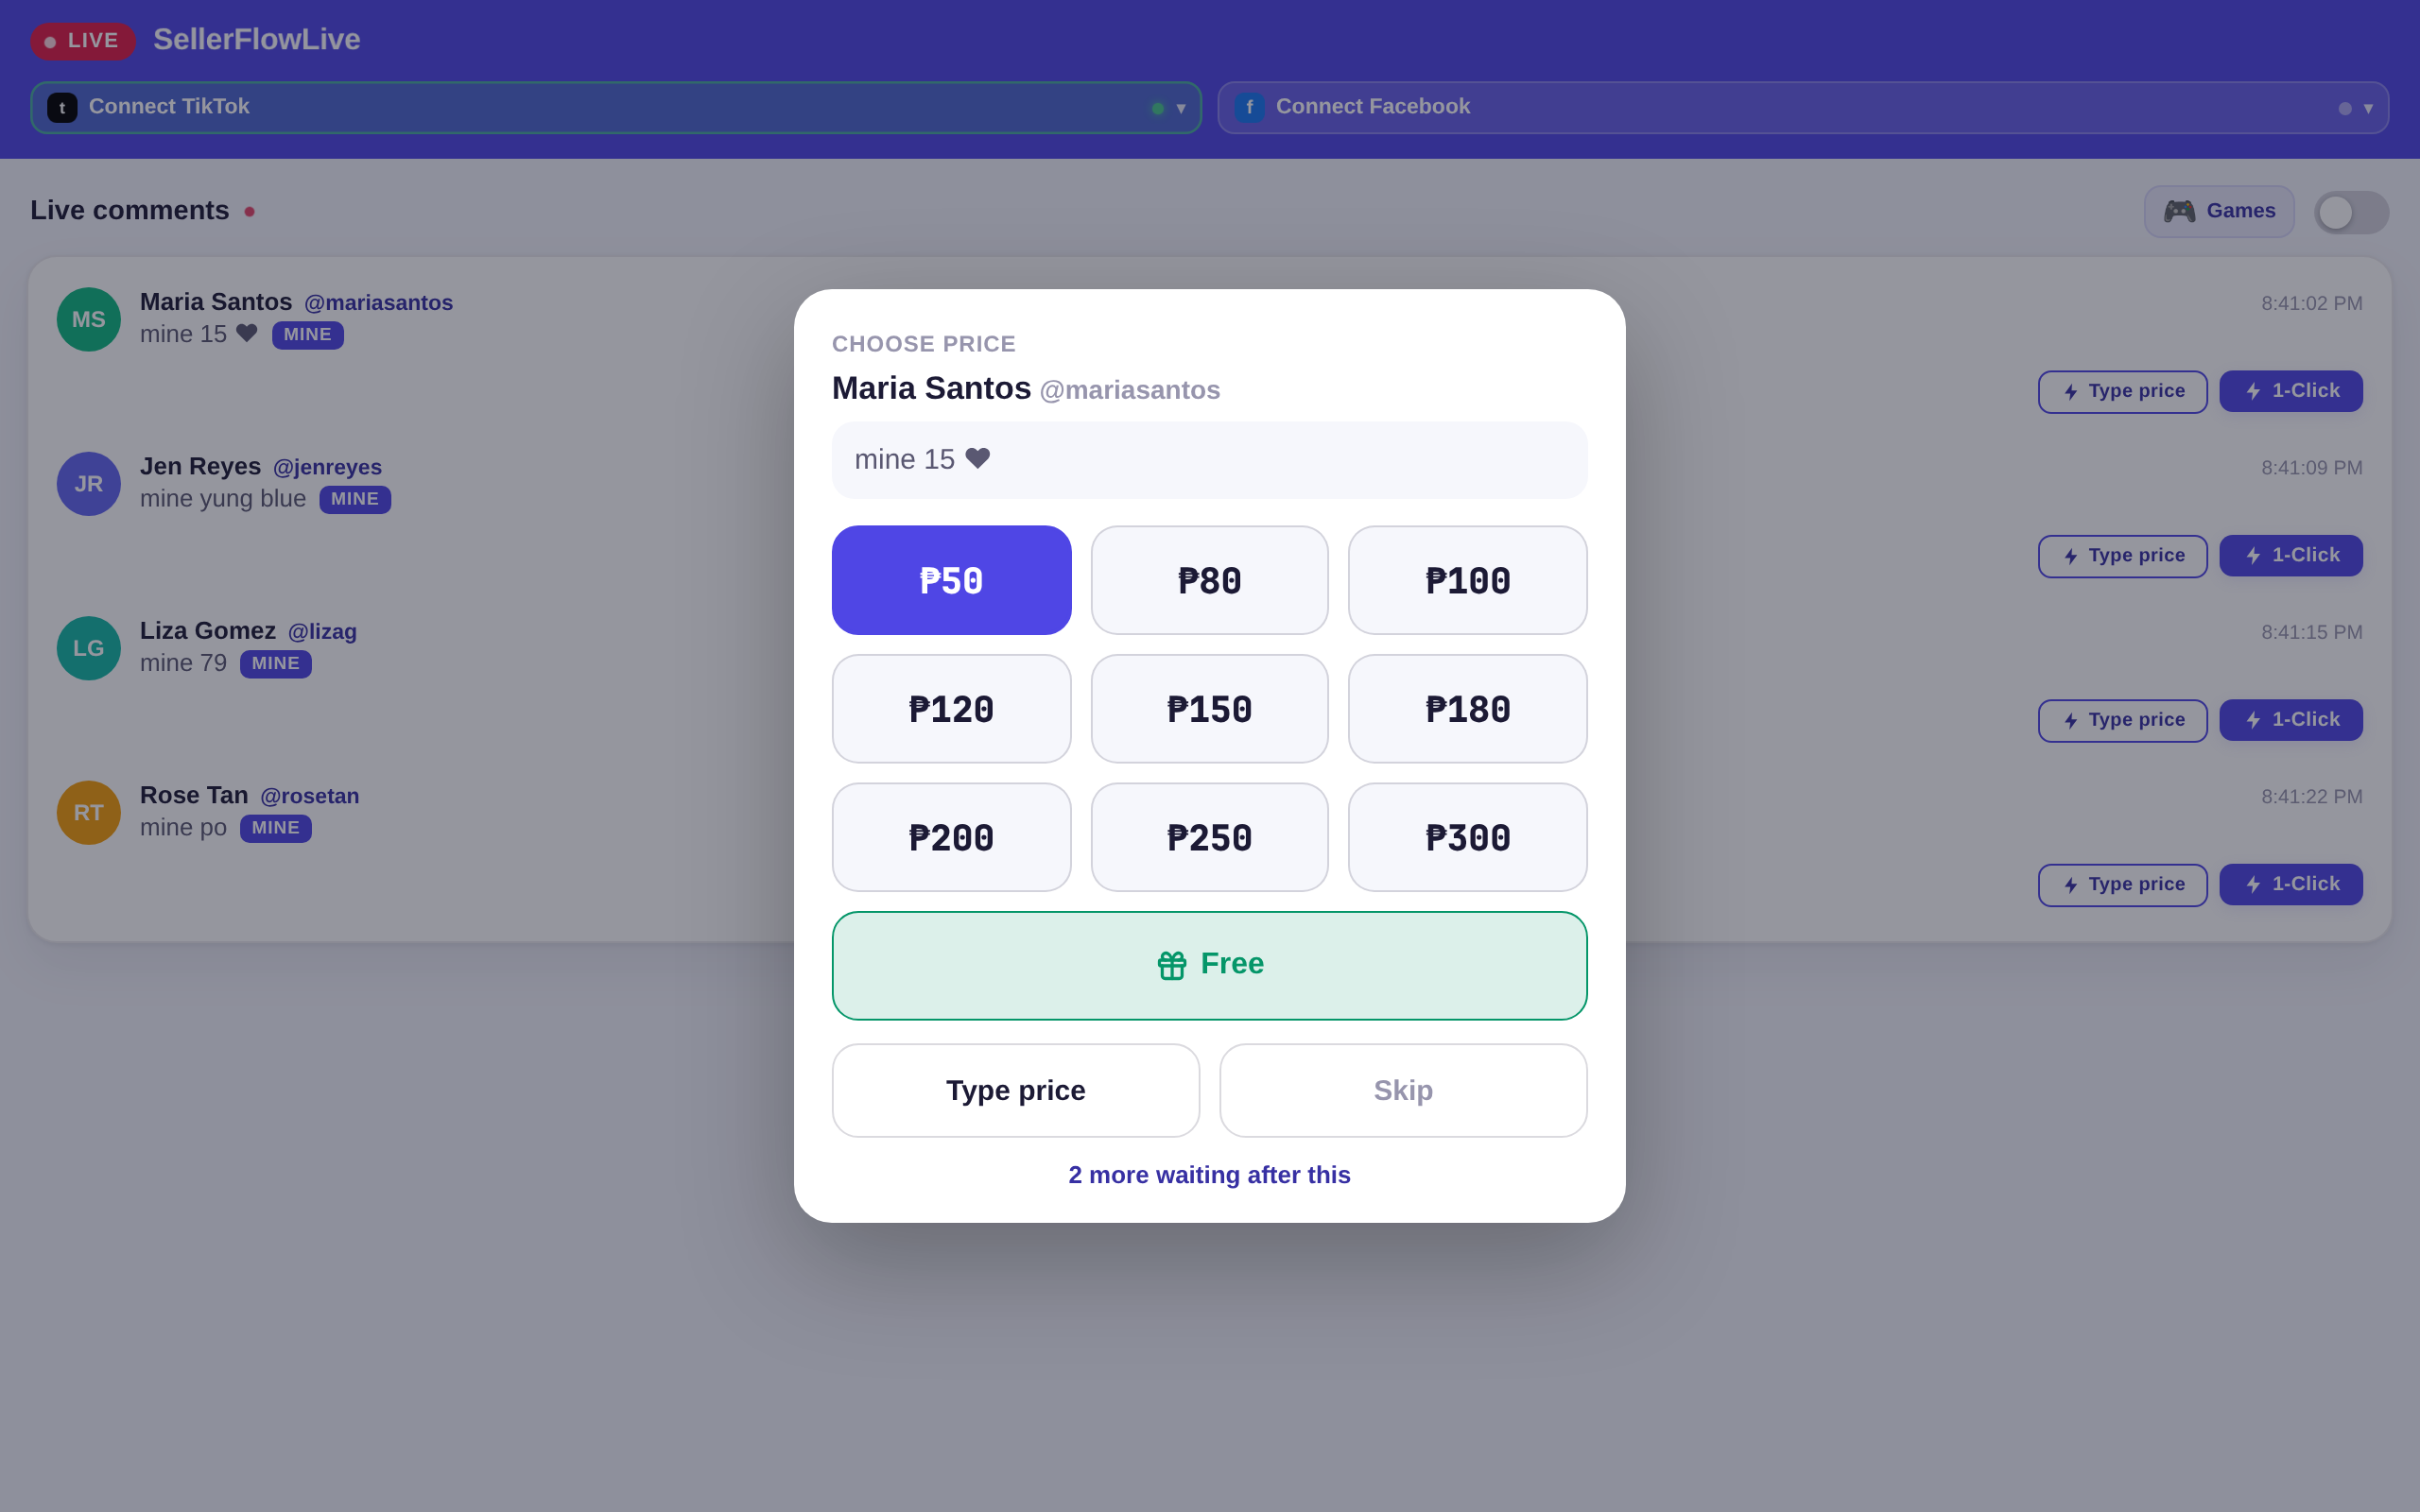 LIVE SellerFlowLive
t Connect TikTok ▾ f Connect Facebook ▾
Live comments 🎮 Games
MS Maria Santos @mariasantos 8:41:02 PM
mine 15 ♥ MINE
Type price 1-Click
JR Jen Reyes @jenreyes 8:41:09 PM
mine yung blue MINE
Type price 1-Click
LG Liza Gomez @lizag 8:41:15 PM
mine 79 MINE
Type price 1-Click
RT Rose Tan @rosetan 8:41:22 PM
mine po MINE
Type price 1-Click
CHOOSE PRICE
Maria Santos @mariasantos
mine 15 ♥
₱50 ₱80 ₱100
₱120 ₱150 ₱180
₱200 ₱250 ₱300
Free
Type price Skip
2 more waiting after this